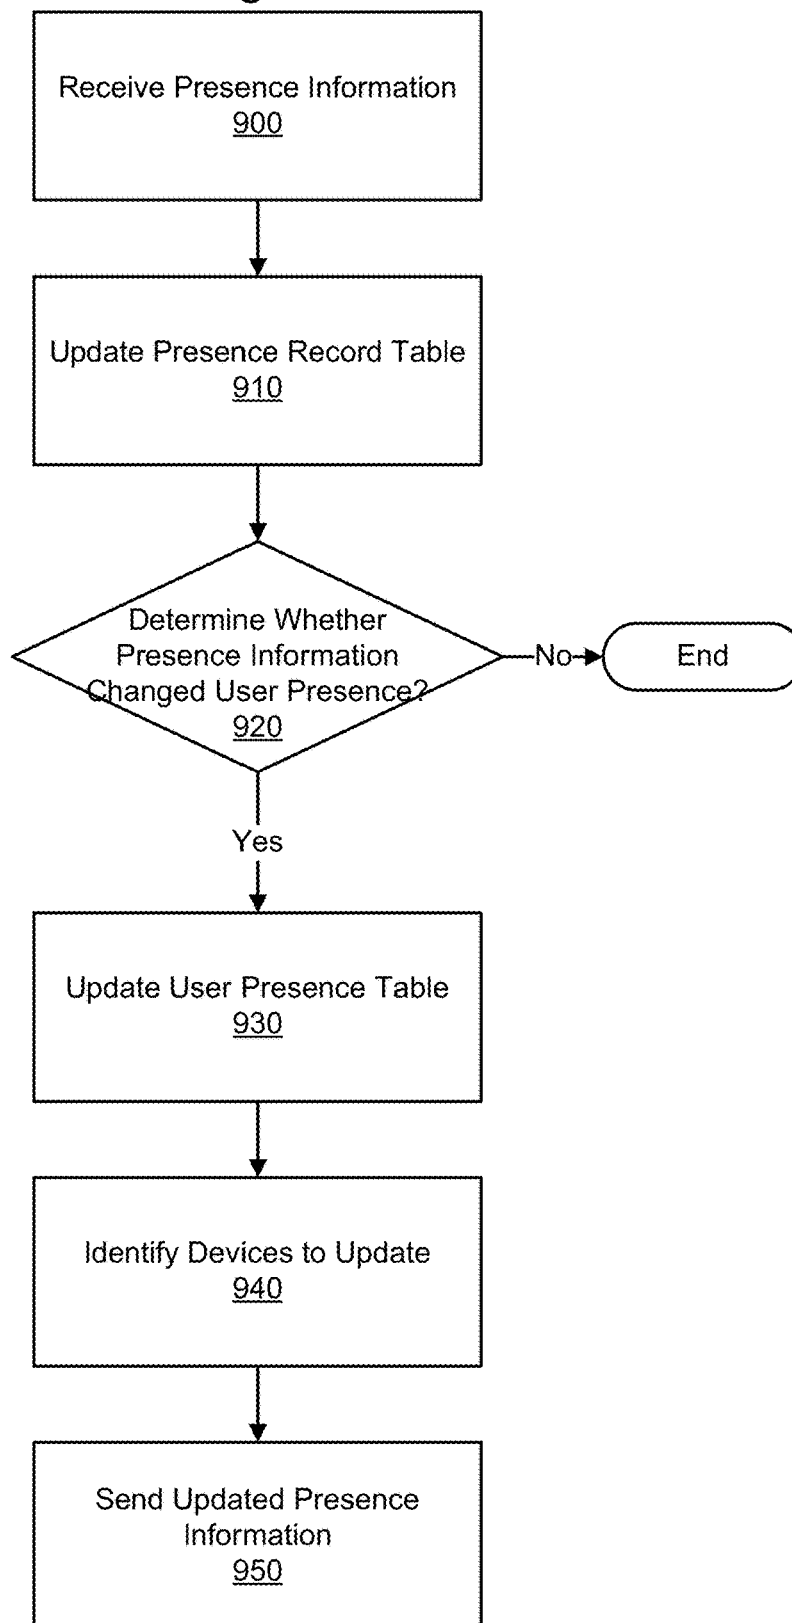 Receive Presence Information
900
Update Presence Record Table
910
Determine Whether
Presence Information
Changed User Presence?
920
No
End
Yes
Update User Presence Table
930
Identify Devices to Update
940
Send Updated Presence
Information
950